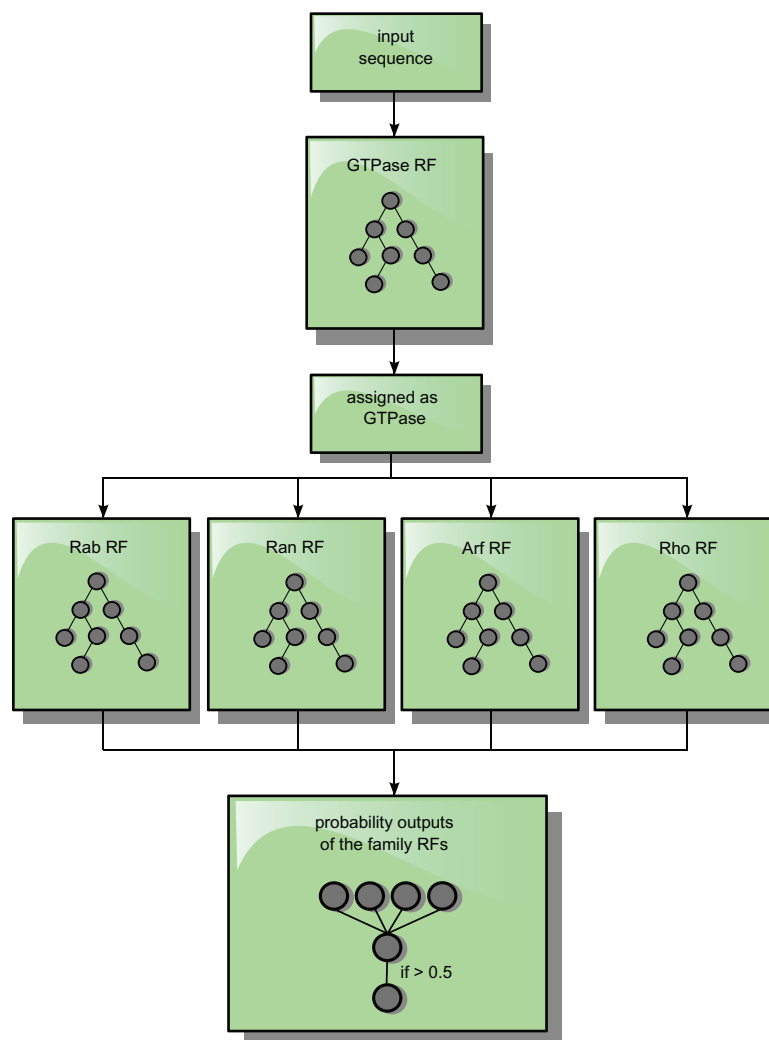 input
sequence
GTPase RF
assigned as
GTPase
Rab RF
Ran RF
Arf RF
Rho RF
probability outputs
of the family RFs
if > 0.5